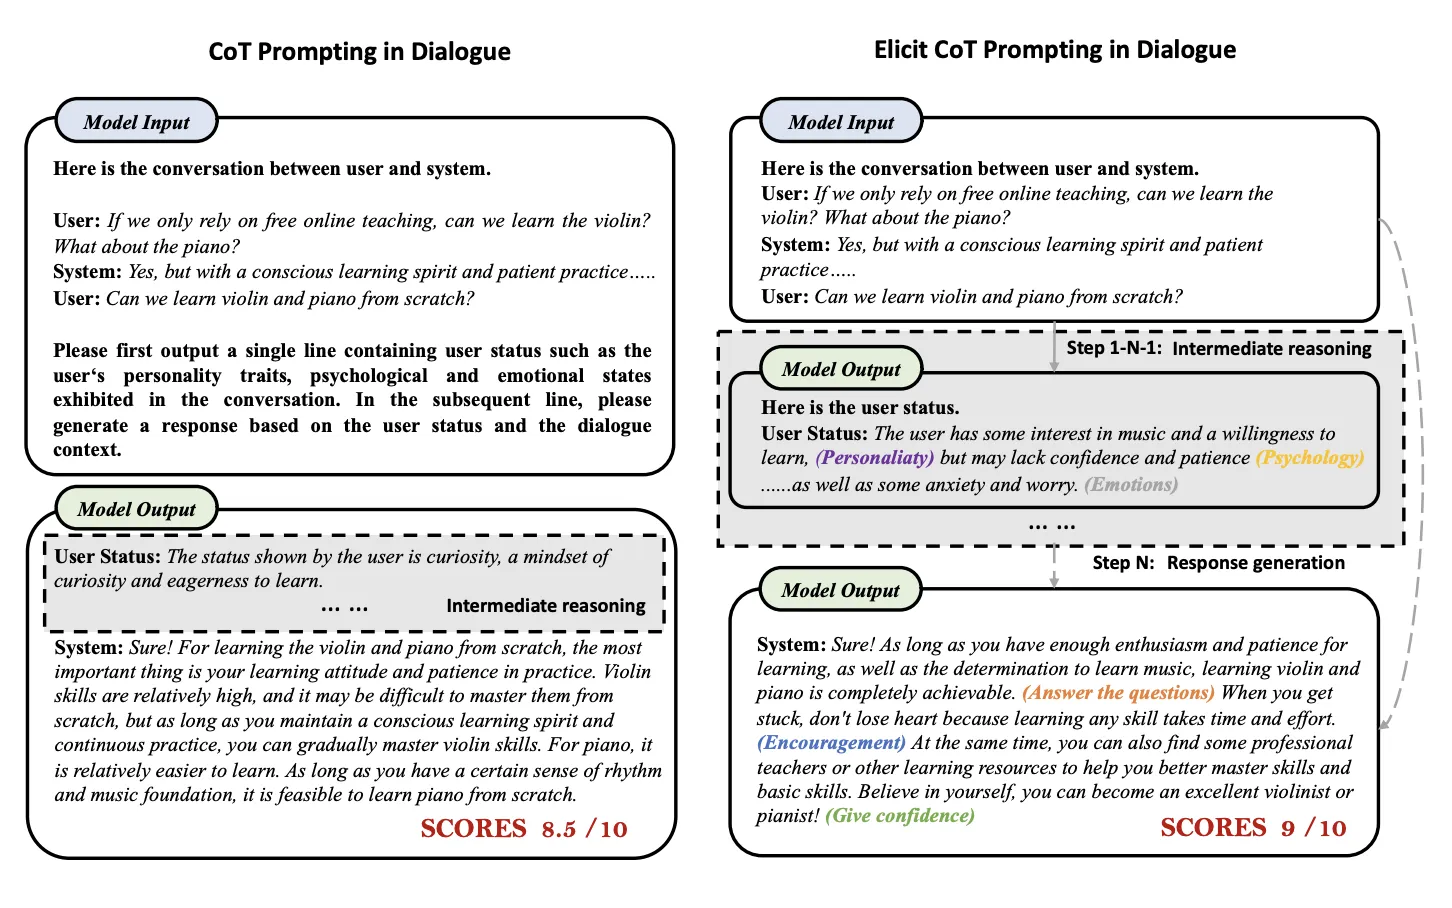 CoT Prompting in Dialogue
Model Input
Here is the conversation between user and system.
User: If we only rely on free online teaching, can we learn the violin?
What about the piano?
System: Yes, but with a conscious learning spirit and patient practice.....
User: Can we learn violin and piano from scratch?
Please first output a single line containing user status such as the
user‘s personality traits, psychological and emotional states
exhibited in the conversation. In the subsequent line, please
generate a response based on the user status and the dialogue
context.
Model Output
User Status: The status shown by the user is curiosity, a mindset of
curiosity and eagerness to learn.
... ...
Intermediate reasoning
System: Sure! For learning the violin and piano from scratch, the most
important thing is your learning attitude and patience in practice. Violin
skills are relatively high, and it may be difficult to master them from
scratch, but as long as you maintain a conscious learning spirit and
continuous practice, you can gradually master violin skills. For piano, it
is relatively easier to learn. As long as you have a certain sense of rhythm
and music foundation, it is feasible to learn piano from scratch.
SCORES 8.5 /10
Elicit CoT Prompting in Dialogue
Model Input
Here is the conversation between user and system.
User: If we only rely on free online teaching, can we learn the
violin? What about the piano?
System: Yes, but with a conscious learning spirit and patient
practice.....
User: Can we learn violin and piano from scratch?
Step 1-N-1: Intermediate reasoning
Model Output
Here is the user status.
User Status: The user has some interest in music and a willingness to
learn, (Personaliaty) but may lack confidence and patience (Psychology)
......as well as some anxiety and worry. (Emotions)
... ...
Step N: Response generation
Model Output
System: Sure! As long as you have enough enthusiasm and patience for
learning, as well as the determination to learn music, learning violin and
piano is completely achievable. (Answer the questions) When you get
stuck, don't lose heart because learning any skill takes time and effort.
(Encouragement) At the same time, you can also find some professional
teachers or other learning resources to help you better master skills and
basic skills. Believe in yourself, you can become an excellent violinist or
pianist! (Give confidence)
SCORES 9 /10